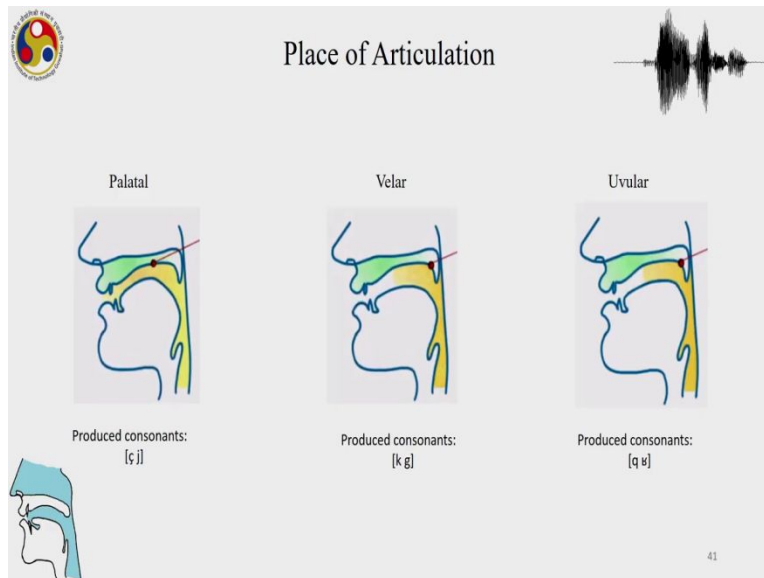 Place of Articulation
Palatal
Velar
Uvular
Produced consonants:
[ç j]
Produced consonants:
[k g]
Produced consonants:
[q ʁ]
41